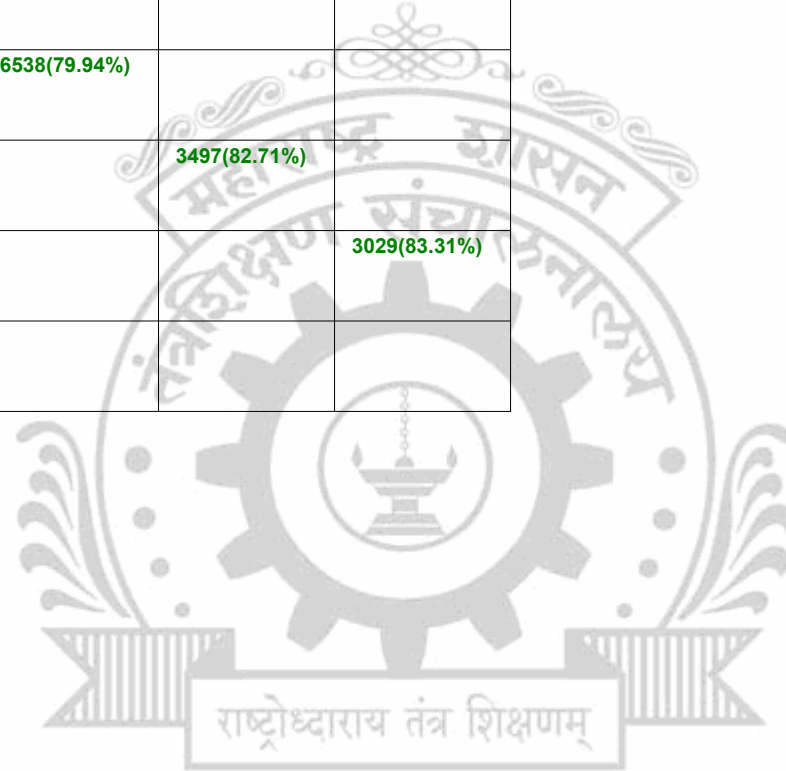 6538(79.94%)
3497(82.71%)
3029(83.31%)
महाराष्ट्र शासन
तंत्रशिक्षण संचालनालय
राष्ट्रोध्दाराय तंत्र शिक्षणम्